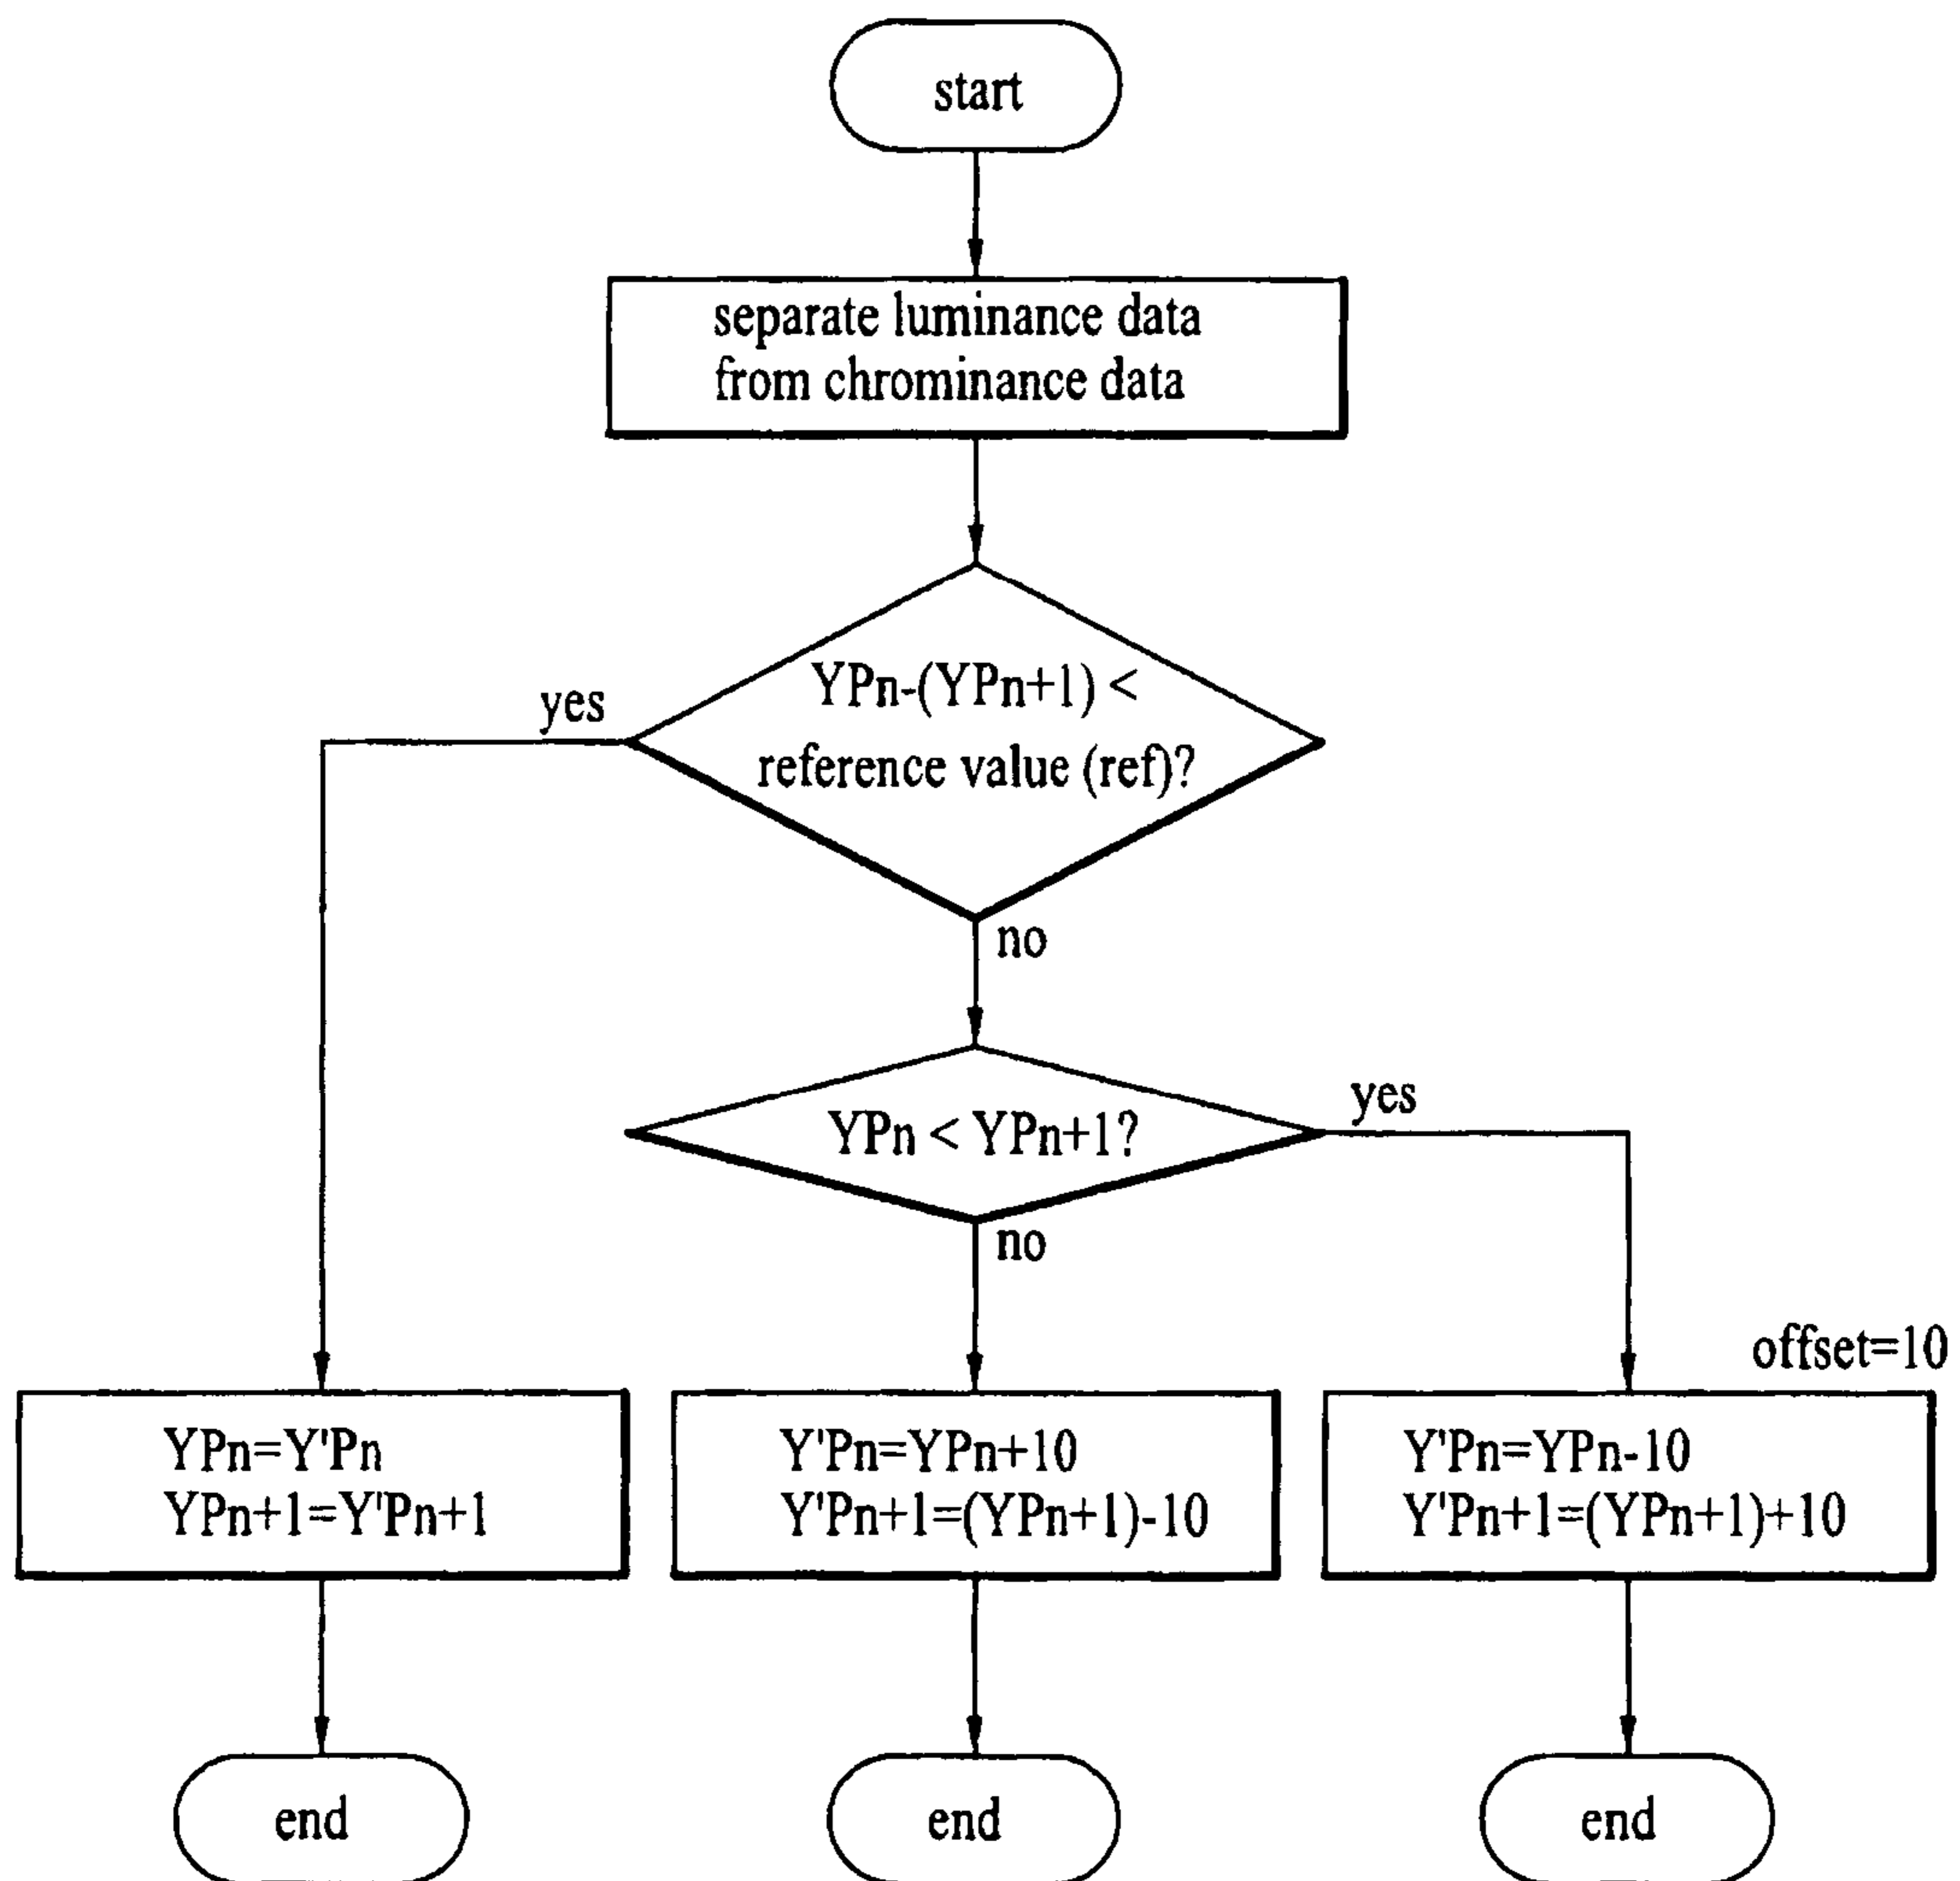 start
separate luminance data
from chrominance data
YPn-(YPn+1) <
reference value (ref)?
yes
no
YPn < YPn+1?
yes
no
offset=10
YPn=Y'Pn
YPn+1=Y'Pn+1
Y'Pn=YPn+10
Y'Pn+1=(YPn+1)-10
Y'Pn=YPn-10
Y'Pn+1=(YPn+1)+10
end
end
end